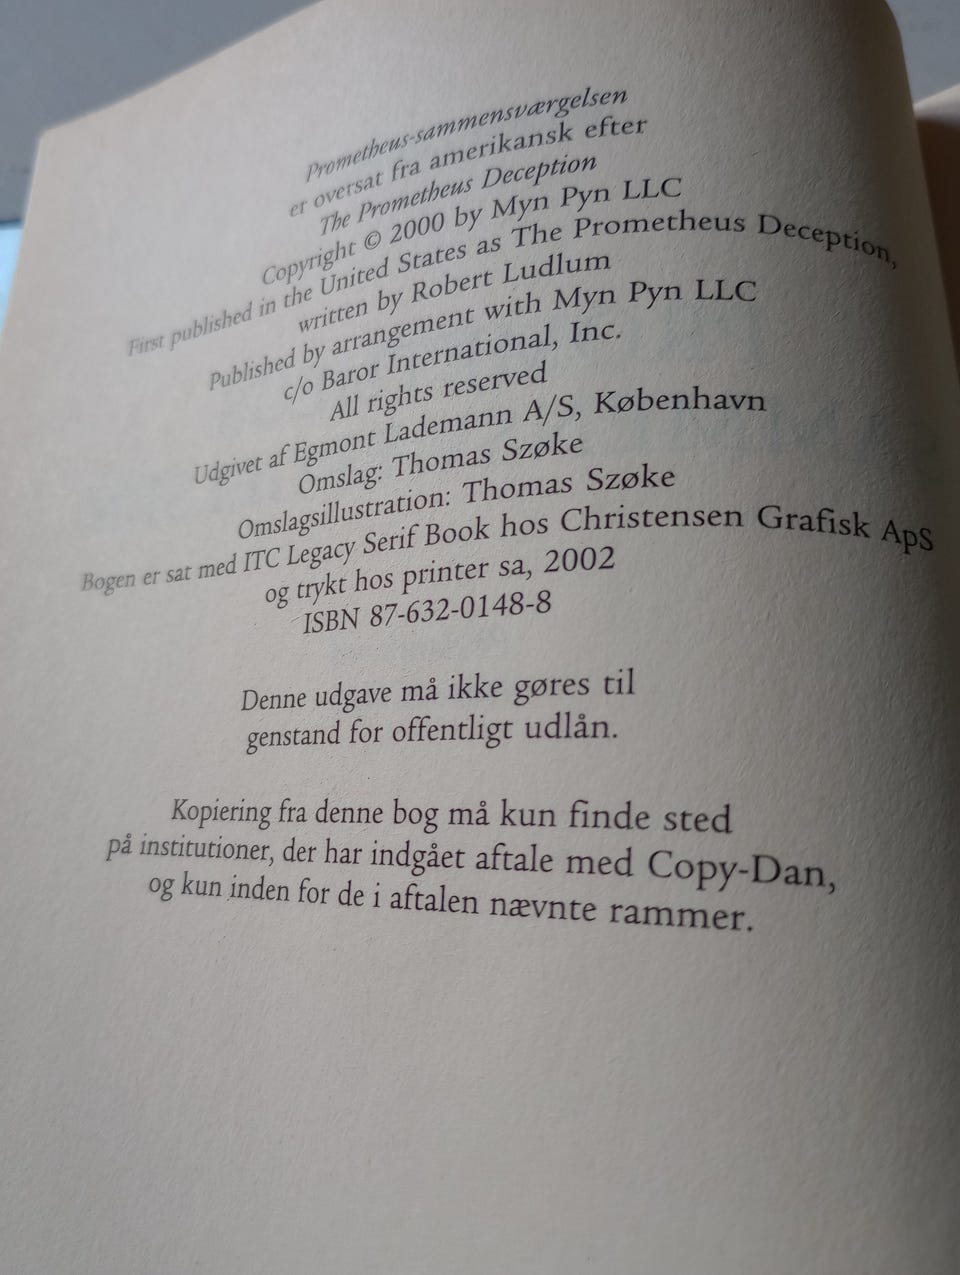 Prometheus-sammensværgelsen
er oversat fra amerikansk efter
The Prometheus Deception
Copyright © 2000 by Myn Pyn LLC
First published in the United States as The Prometheus Deception,
written by Robert Ludlum
Published by arrangement with Myn Pyn LLC
c/o Baror International, Inc.
All rights reserved
Udgivet af Egmont Lademann A/S, København
Omslag: Thomas Szøke
Omslagsillustration: Thomas Szøke
Bogen er sat med ITC Legacy Serif Book hos Christensen Grafisk ApS
og trykt hos printer sa, 2002
ISBN 87-632-0148-8
Denne udgave må ikke gøres til
genstand for offentligt udlån.
Kopiering fra denne bog må kun finde sted
på institutioner, der har indgået aftale med Copy-Dan,
og kun inden for de i aftalen nævnte rammer.